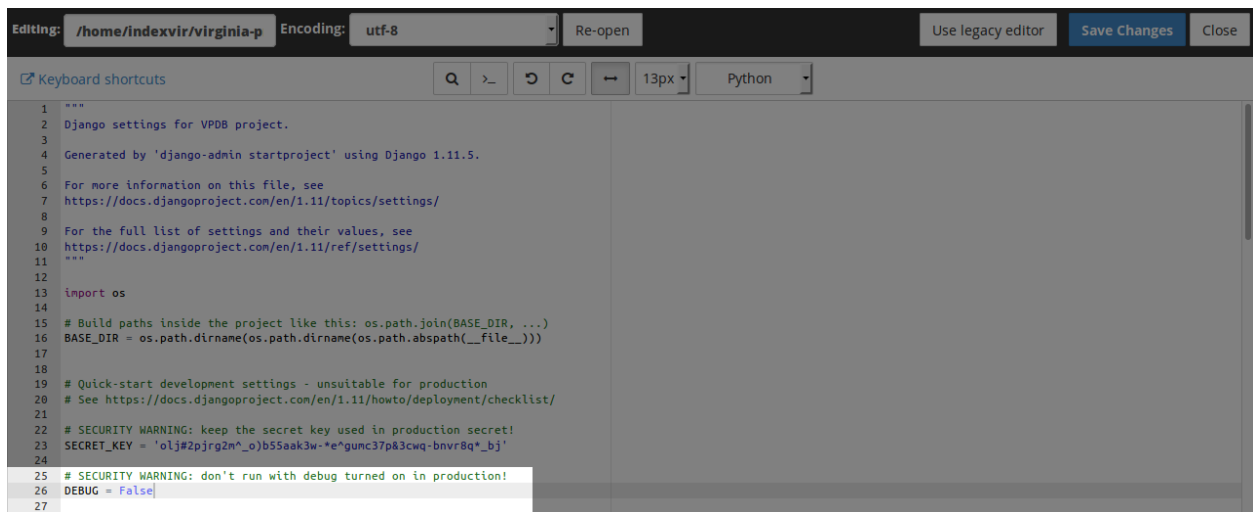 Editing: /home/indexvir/virginia-p Encoding: utf-8 Re-open Use legacy editor Save Changes Close
Keyboard shortcuts >_ 13px Python
1 """
2 Django settings for VPDB project.
3
4 Generated by 'django-admin startproject' using Django 1.11.5.
5
6 For more information on this file, see
7 https://docs.djangoproject.com/en/1.11/topics/settings/
8
9 For the full list of settings and their values, see
10 https://docs.djangoproject.com/en/1.11/ref/settings/
11 """
12
13 import os
14
15 # Build paths inside the project like this: os.path.join(BASE_DIR, ...)
16 BASE_DIR = os.path.dirname(os.path.dirname(os.path.abspath(__file__)))
17
18
19 # Quick-start development settings - unsuitable for production
20 # See https://docs.djangoproject.com/en/1.11/howto/deployment/checklist/
21
22 # SECURITY WARNING: keep the secret key used in production secret!
23 SECRET_KEY = 'olj#2pjrg2m^_o)b55aak3w-*e^gumc37p&3cwq-bnvr8q*_bj'
24
25 # SECURITY WARNING: don't run with debug turned on in production!
26 DEBUG = False
27